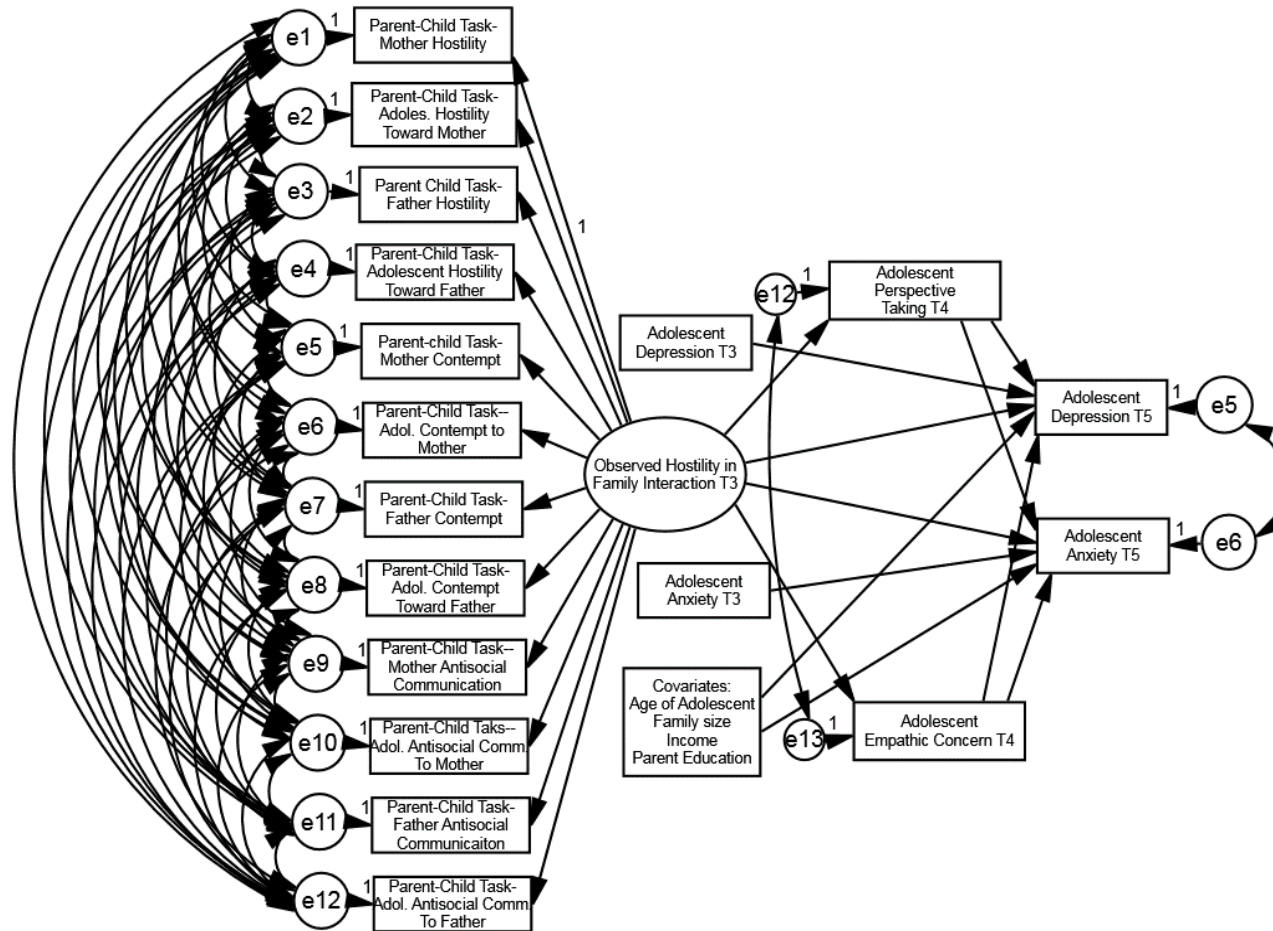 e1
1
Parent-Child Task-
Mother Hostility
e2
1
Parent-Child Task-
Adoles. Hostility
Toward Mother
e3
1
Parent Child Task-
Father Hostility
e4
1
Parent-Child Task-
Adolescent Hostility
Toward Father
e5
1
Parent-child Task-
Mother Contempt
e6
1
Parent-Child Task--
Adol. Contempt to
Mother
e7
1
Parent-Child Task-
Father Contempt
e8
1
Parent-Child Task-
Adol. Contempt
Toward Father
e9
1
Parent-Child Task--
Mother Antisocial
Communication
e10
1
Parent-Child Taks--
Adol. Antisocial Comm.
To Mother
e11
1
Parent-Child Task-
Father Antisocial
Communicaiton
e12
1
Parent-Child Task-
Adol. Antisocial Comm.
To Father
1
Observed Hostility in
Family Interaction T3
Adolescent
Depression T3
Adolescent
Anxiety T3
Covariates:
Age of Adolescent
Family size
Income
Parent Education
e12
1
Adolescent
Perspective
Taking T4
e13
1
Adolescent
Empathic Concern T4
Adolescent
Depression T5
1
e5
Adolescent
Anxiety T5
1
e6